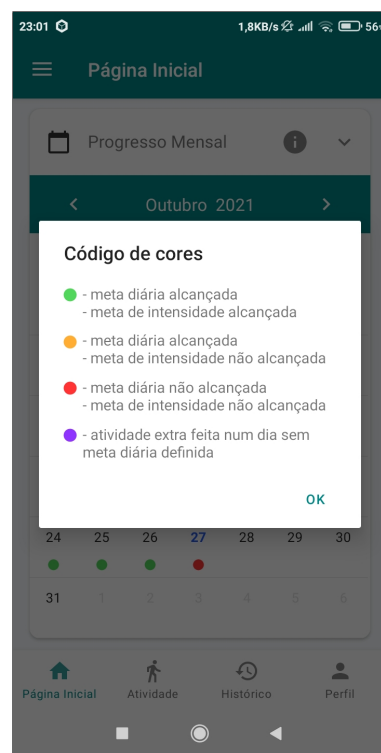 23:01 1,8KB/s 56
Página Inicial
Progresso Mensal
Outubro 2021
Código de cores
- meta diária alcançada
- meta de intensidade alcançada
- meta diária alcançada
- meta de intensidade não alcançada
- meta diária não alcançada
- meta de intensidade não alcançada
- atividade extra feita num dia sem
meta diária definida
OK
24 25 26 27 28 29 30
31 1 2 3 4 5 6
Página Inicial Atividade Histórico Perfil